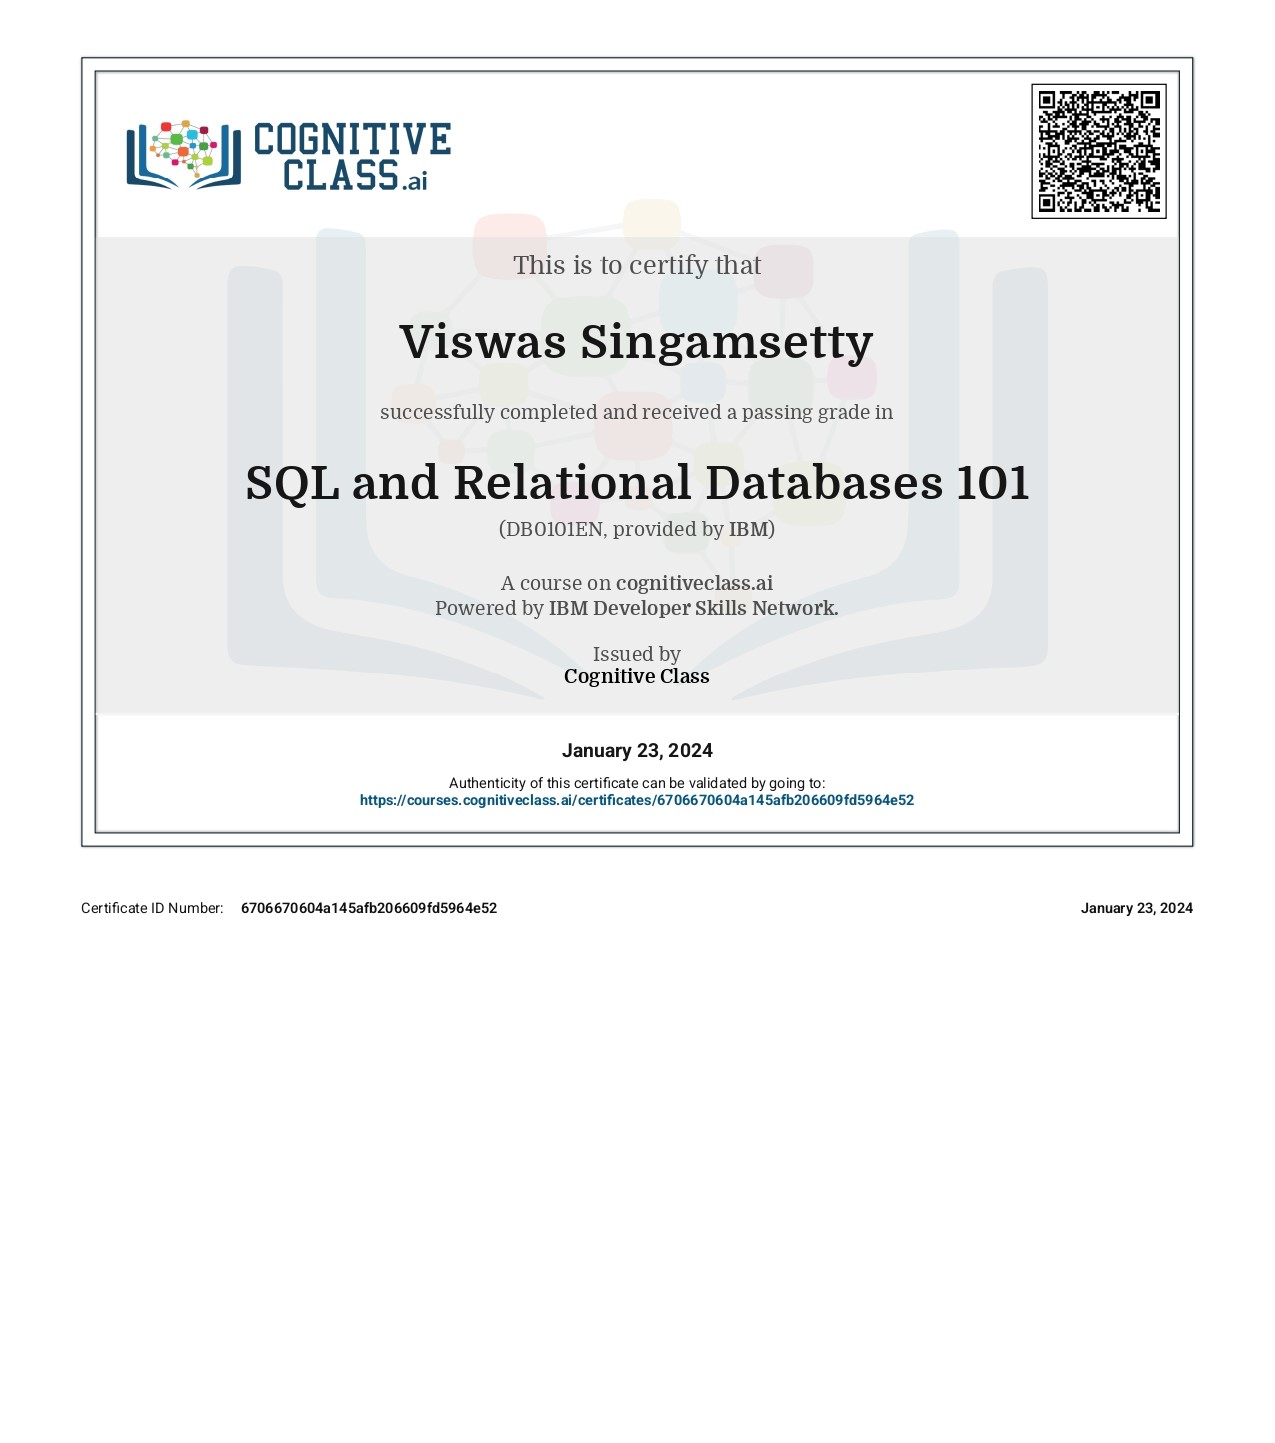 COGNITIVE
CLASS.ai
This is to certify that
Viswas Singamsetty
successfully completed and received a passing grade in
SQL and Relational Databases 101
(DB0101EN, provided by IBM)
A course on cognitiveclass.ai
Powered by IBM Developer Skills Network.
Issued by
Cognitive Class
January 23, 2024
Authenticity of this certificate can be validated by going to:
https://courses.cognitiveclass.ai/certificates/6706670604a145afb206609fd5964e52
Certificate ID Number: 6706670604a145afb206609fd5964e52 January 23, 2024